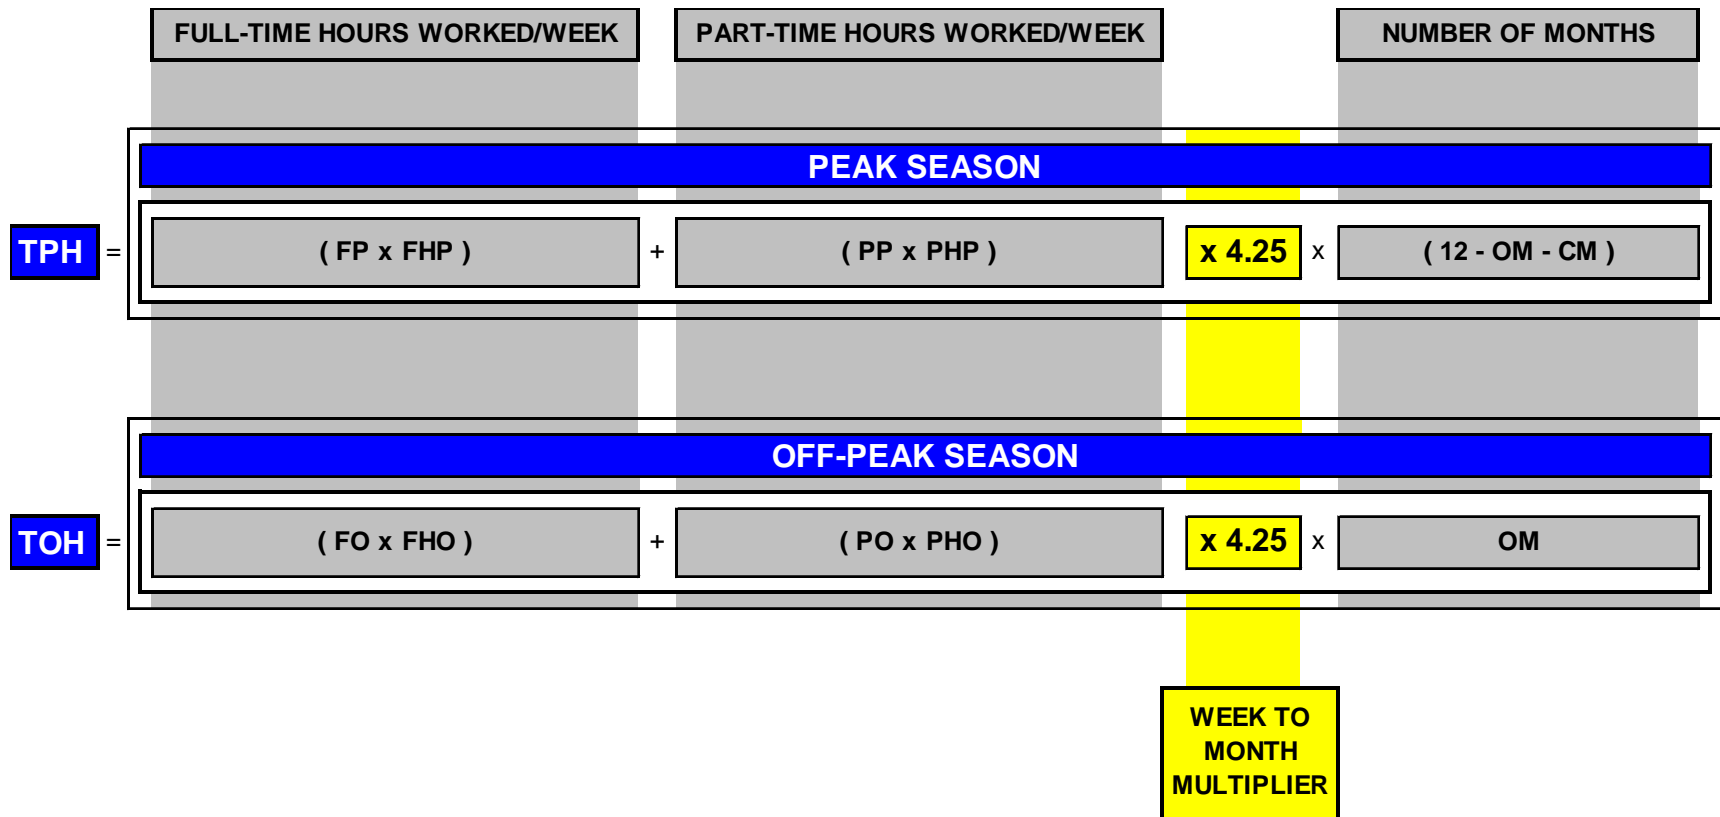 FULL-TIME HOURS WORKED/WEEK PART-TIME HOURS WORKED/WEEK NUMBER OF MONTHS
PEAK SEASON
TPH = ( FP x FHP ) + ( PP x PHP ) x 4.25 x ( 12 - OM - CM )
OFF-PEAK SEASON
TOH = ( FO x FHO ) + ( PO x PHO ) x 4.25 x OM
WEEK TO
MONTH
MULTIPLIER